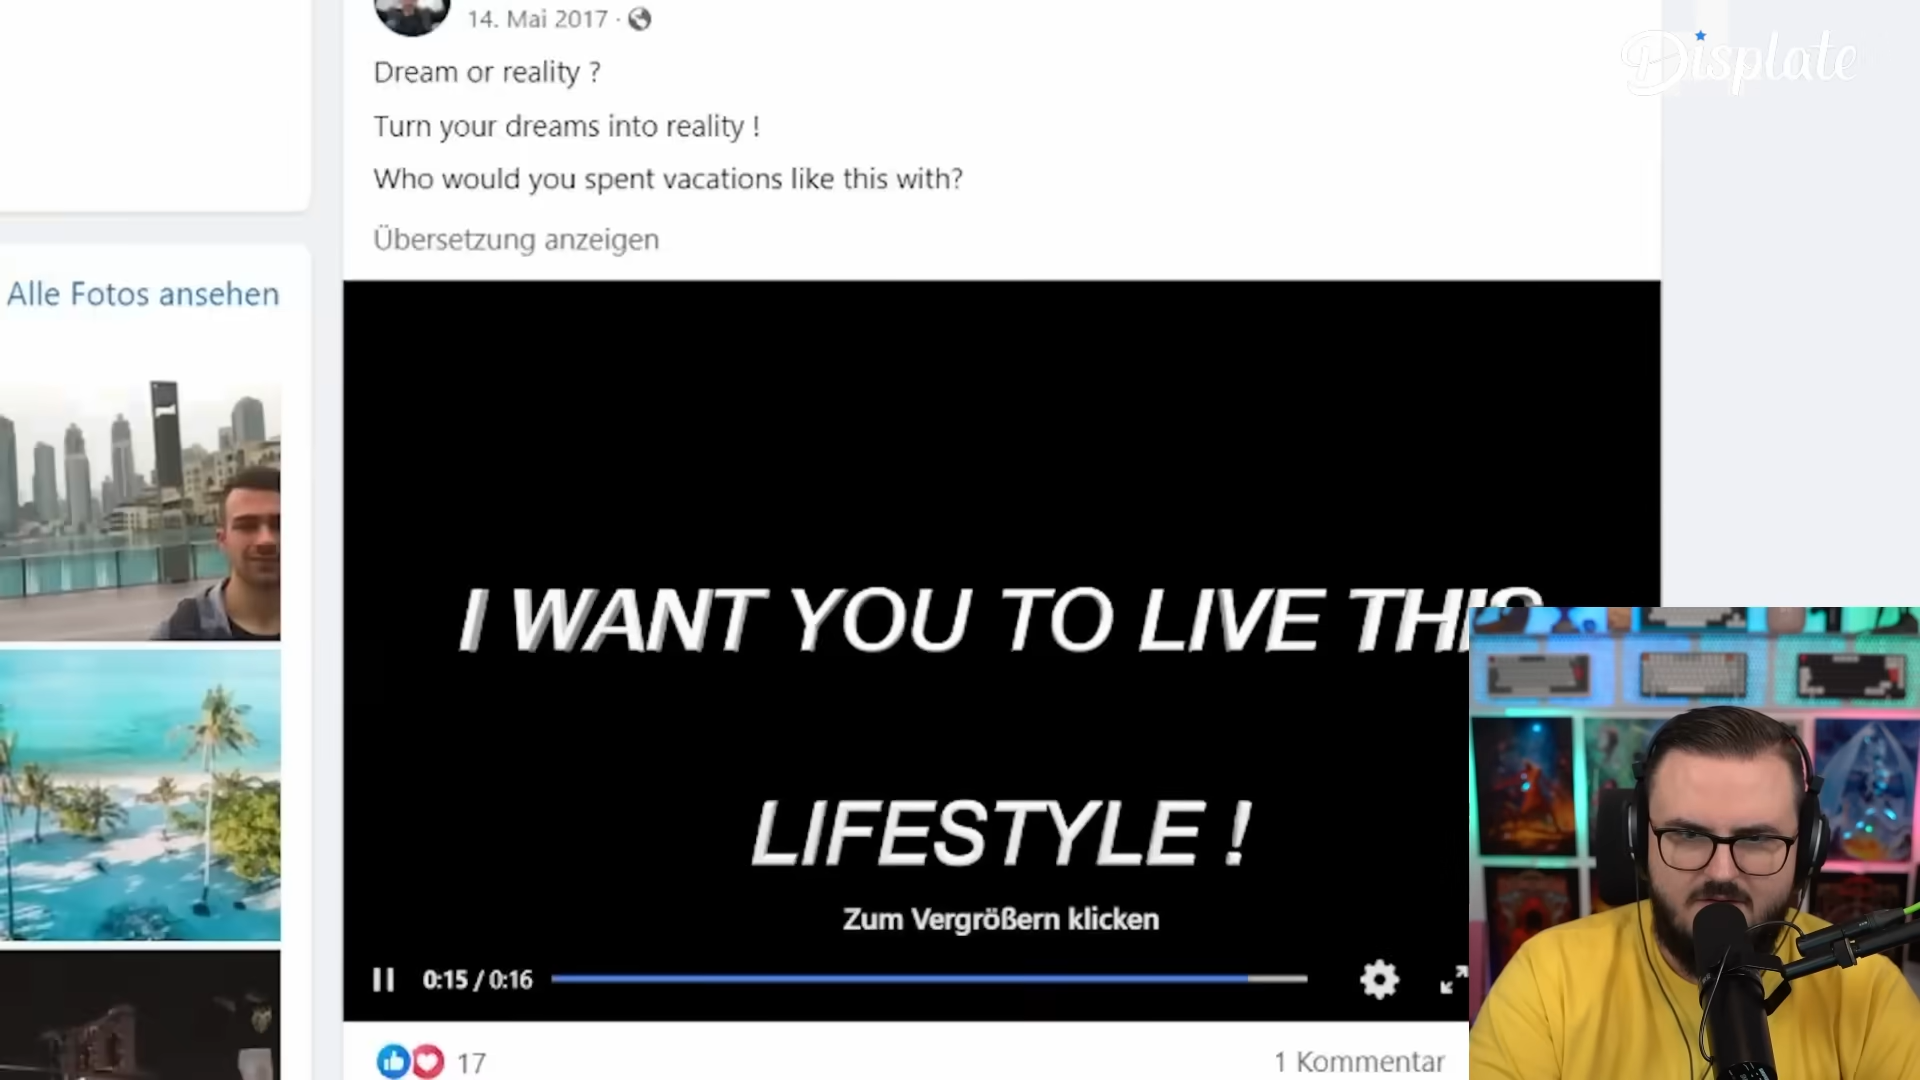 Displate
14. Mai 2017 ·
Dream or reality ?
Turn your dreams into reality !
Who would you spent vacations like this with?
Übersetzung anzeigen
Alle Fotos ansehen
I WANT YOU TO LIVE THIS
LIFESTYLE !
Zum Vergrößern klicken
0:15 / 0:16
17
1 Kommentar